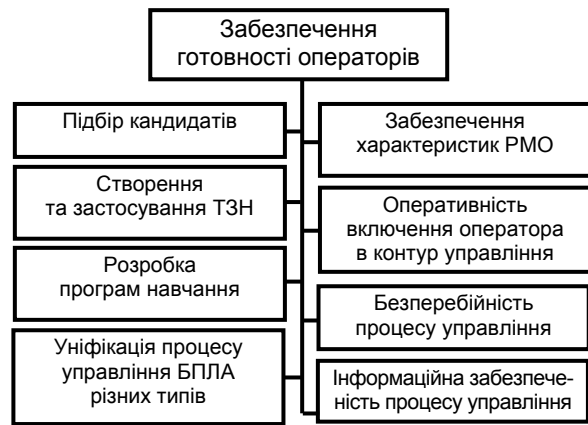 Забезпечення
готовності операторів
Підбір кандидатів
Створення
та застосування ТЗН
Розробка
програм навчання
Уніфікація процесу
управління БПЛА
різних типів
Забезпечення
характеристик РМО
Оперативність
включення оператора
в контур управління
Безперебійність
процесу управління
Інформаційна забезпече-
ність процесу управління